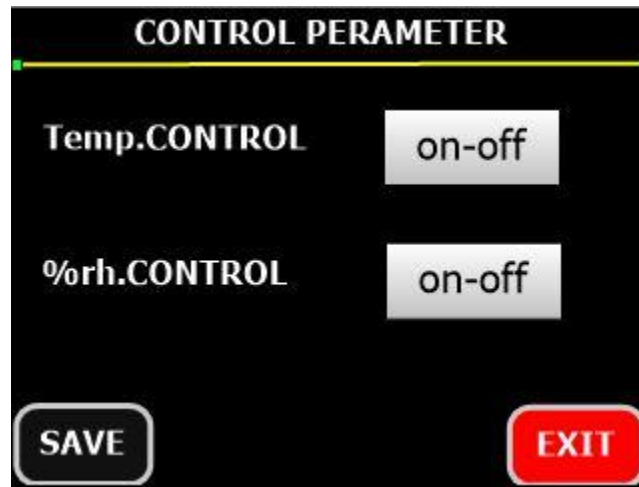 CONTROL PERAMETER
Temp.CONTROL
on-off
%rh.CONTROL
on-off
SAVE
EXIT